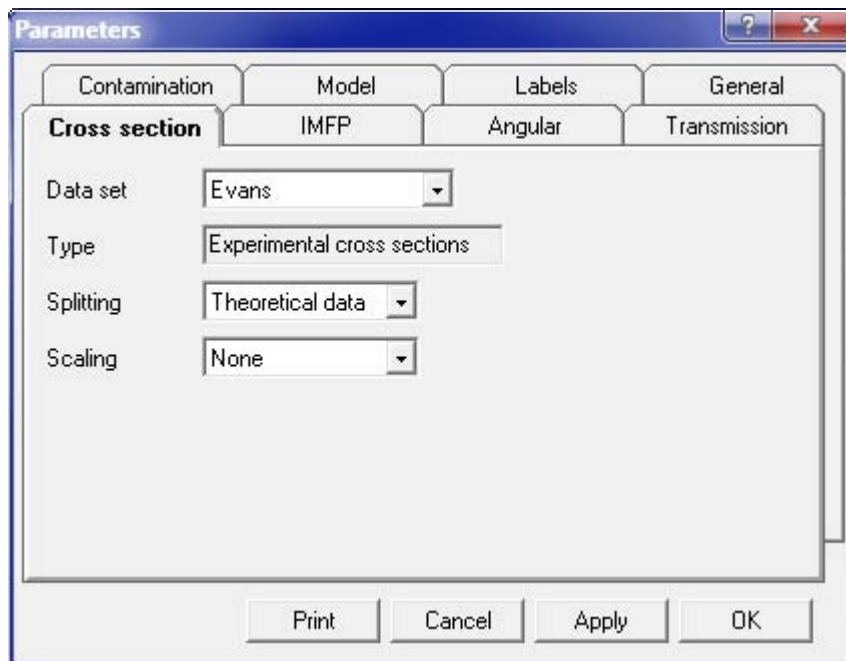 Parameters
Contamination Model Labels General
Cross section IMFP Angular Transmission
Data set Evans
Type Experimental cross sections
Splitting Theoretical data
Scaling None
Print Cancel Apply OK